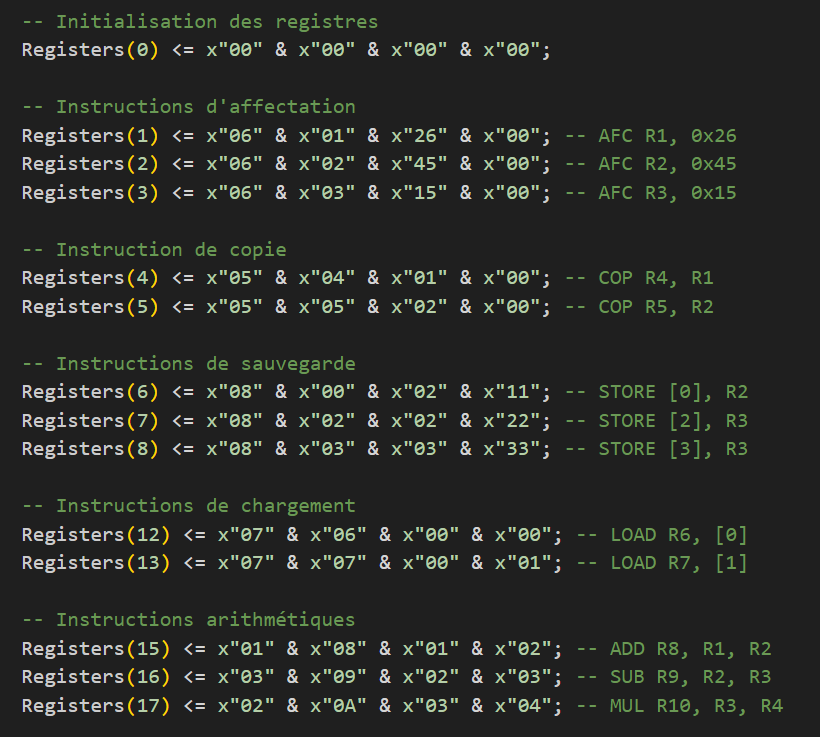 -- Initialisation des registres
Registers(0) <= x"00" & x"00" & x"00" & x"00";
-- Instructions d'affectation
Registers(1) <= x"06" & x"01" & x"26" & x"00"; -- AFC R1, 0x26
Registers(2) <= x"06" & x"02" & x"45" & x"00"; -- AFC R2, 0x45
Registers(3) <= x"06" & x"03" & x"15" & x"00"; -- AFC R3, 0x15
-- Instruction de copie
Registers(4) <= x"05" & x"04" & x"01" & x"00"; -- COP R4, R1
Registers(5) <= x"05" & x"05" & x"02" & x"00"; -- COP R5, R2
-- Instructions de sauvegarde
Registers(6) <= x"08" & x"00" & x"02" & x"11"; -- STORE [0], R2
Registers(7) <= x"08" & x"02" & x"02" & x"22"; -- STORE [2], R3
Registers(8) <= x"08" & x"03" & x"03" & x"33"; -- STORE [3], R3
-- Instructions de chargement
Registers(12) <= x"07" & x"06" & x"00" & x"00"; -- LOAD R6, [0]
Registers(13) <= x"07" & x"07" & x"00" & x"01"; -- LOAD R7, [1]
-- Instructions arithmétiques
Registers(15) <= x"01" & x"08" & x"01" & x"02"; -- ADD R8, R1, R2
Registers(16) <= x"03" & x"09" & x"02" & x"03"; -- SUB R9, R2, R3
Registers(17) <= x"02" & x"0A" & x"03" & x"04"; -- MUL R10, R3, R4